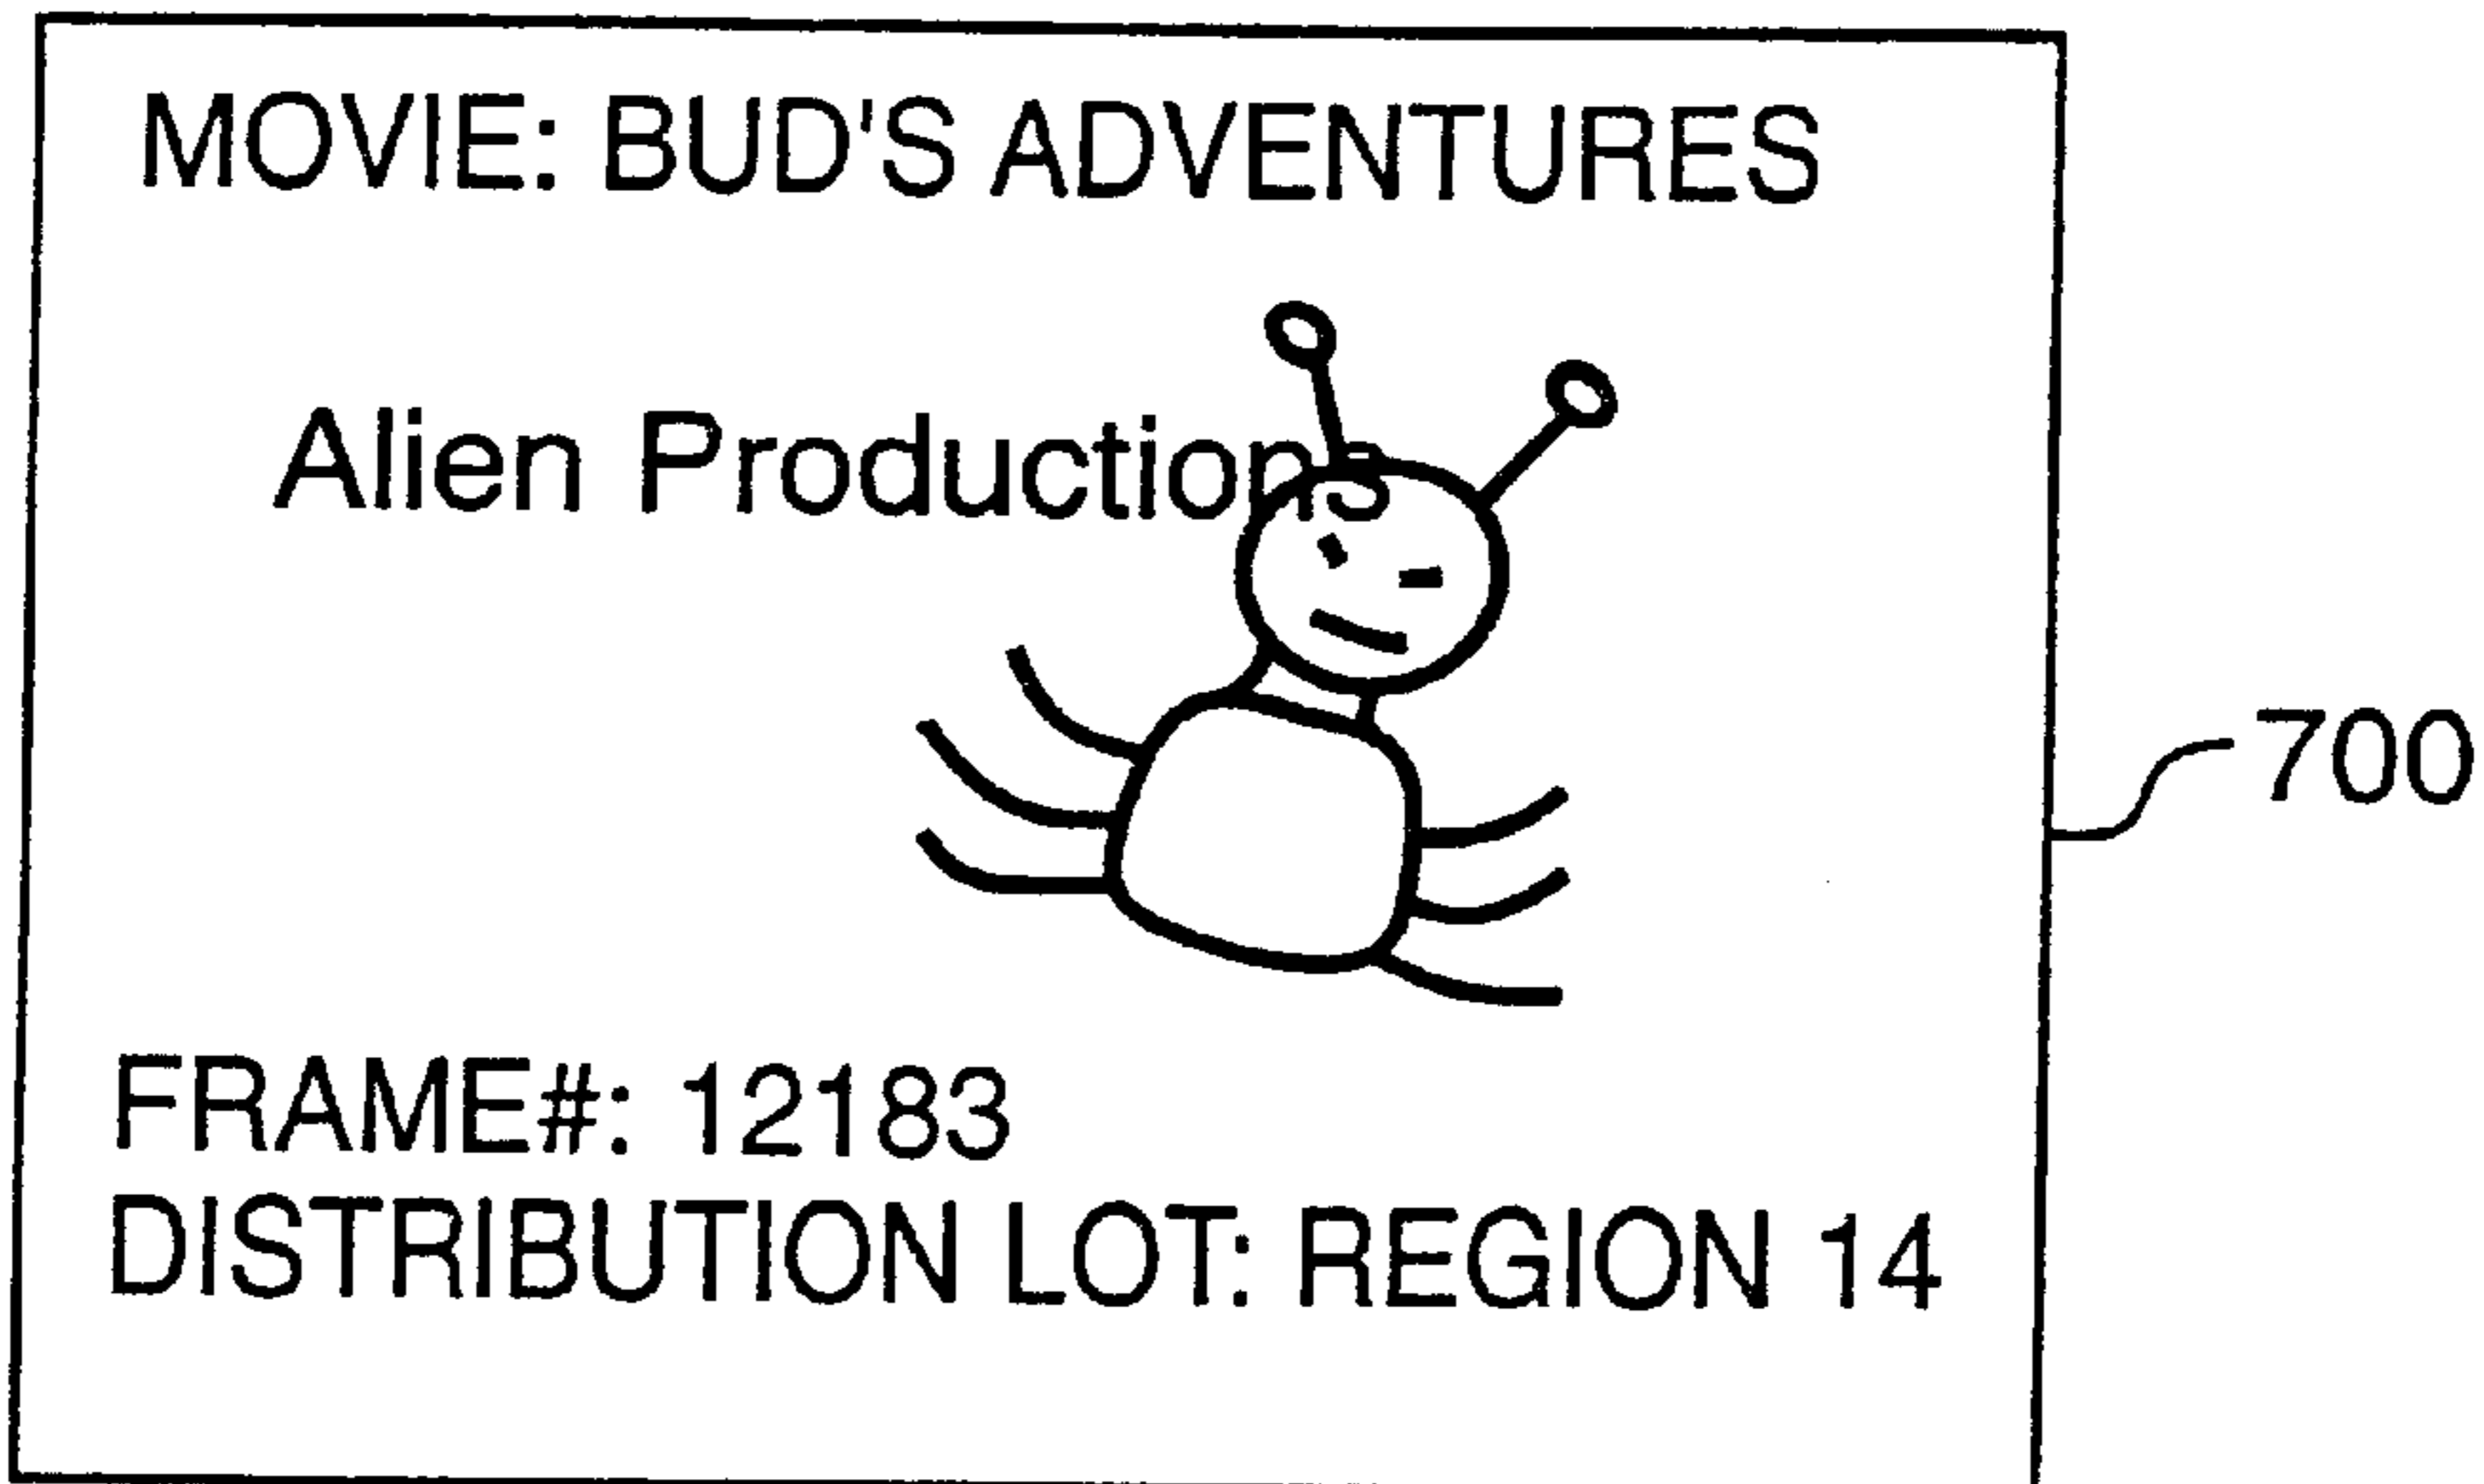 MOVIE: BUD'S ADVENTURES
Alien Productions
700
FRAME#: 12183
DISTRIBUTION LOT: REGION 14